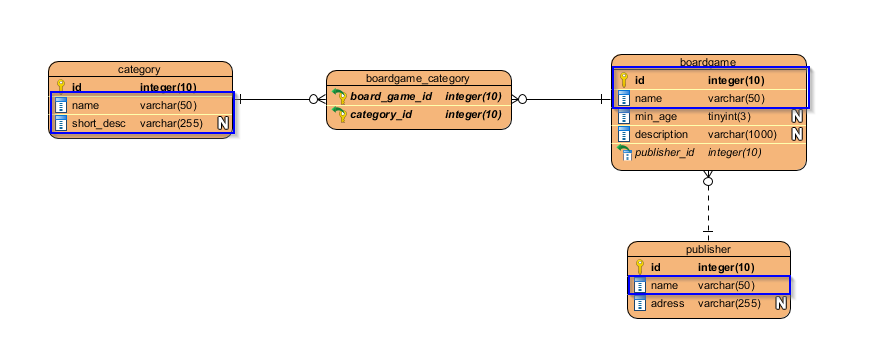 category
id integer(10)
name varchar(50)
short_desc varchar(255) N
boardgame_category
board_game_id integer(10)
category_id integer(10)
boardgame
id integer(10)
name varchar(50)
min_age tinyint(3) N
description varchar(1000) N
publisher_id integer(10)
publisher
id integer(10)
name varchar(50)
adress varchar(255) N